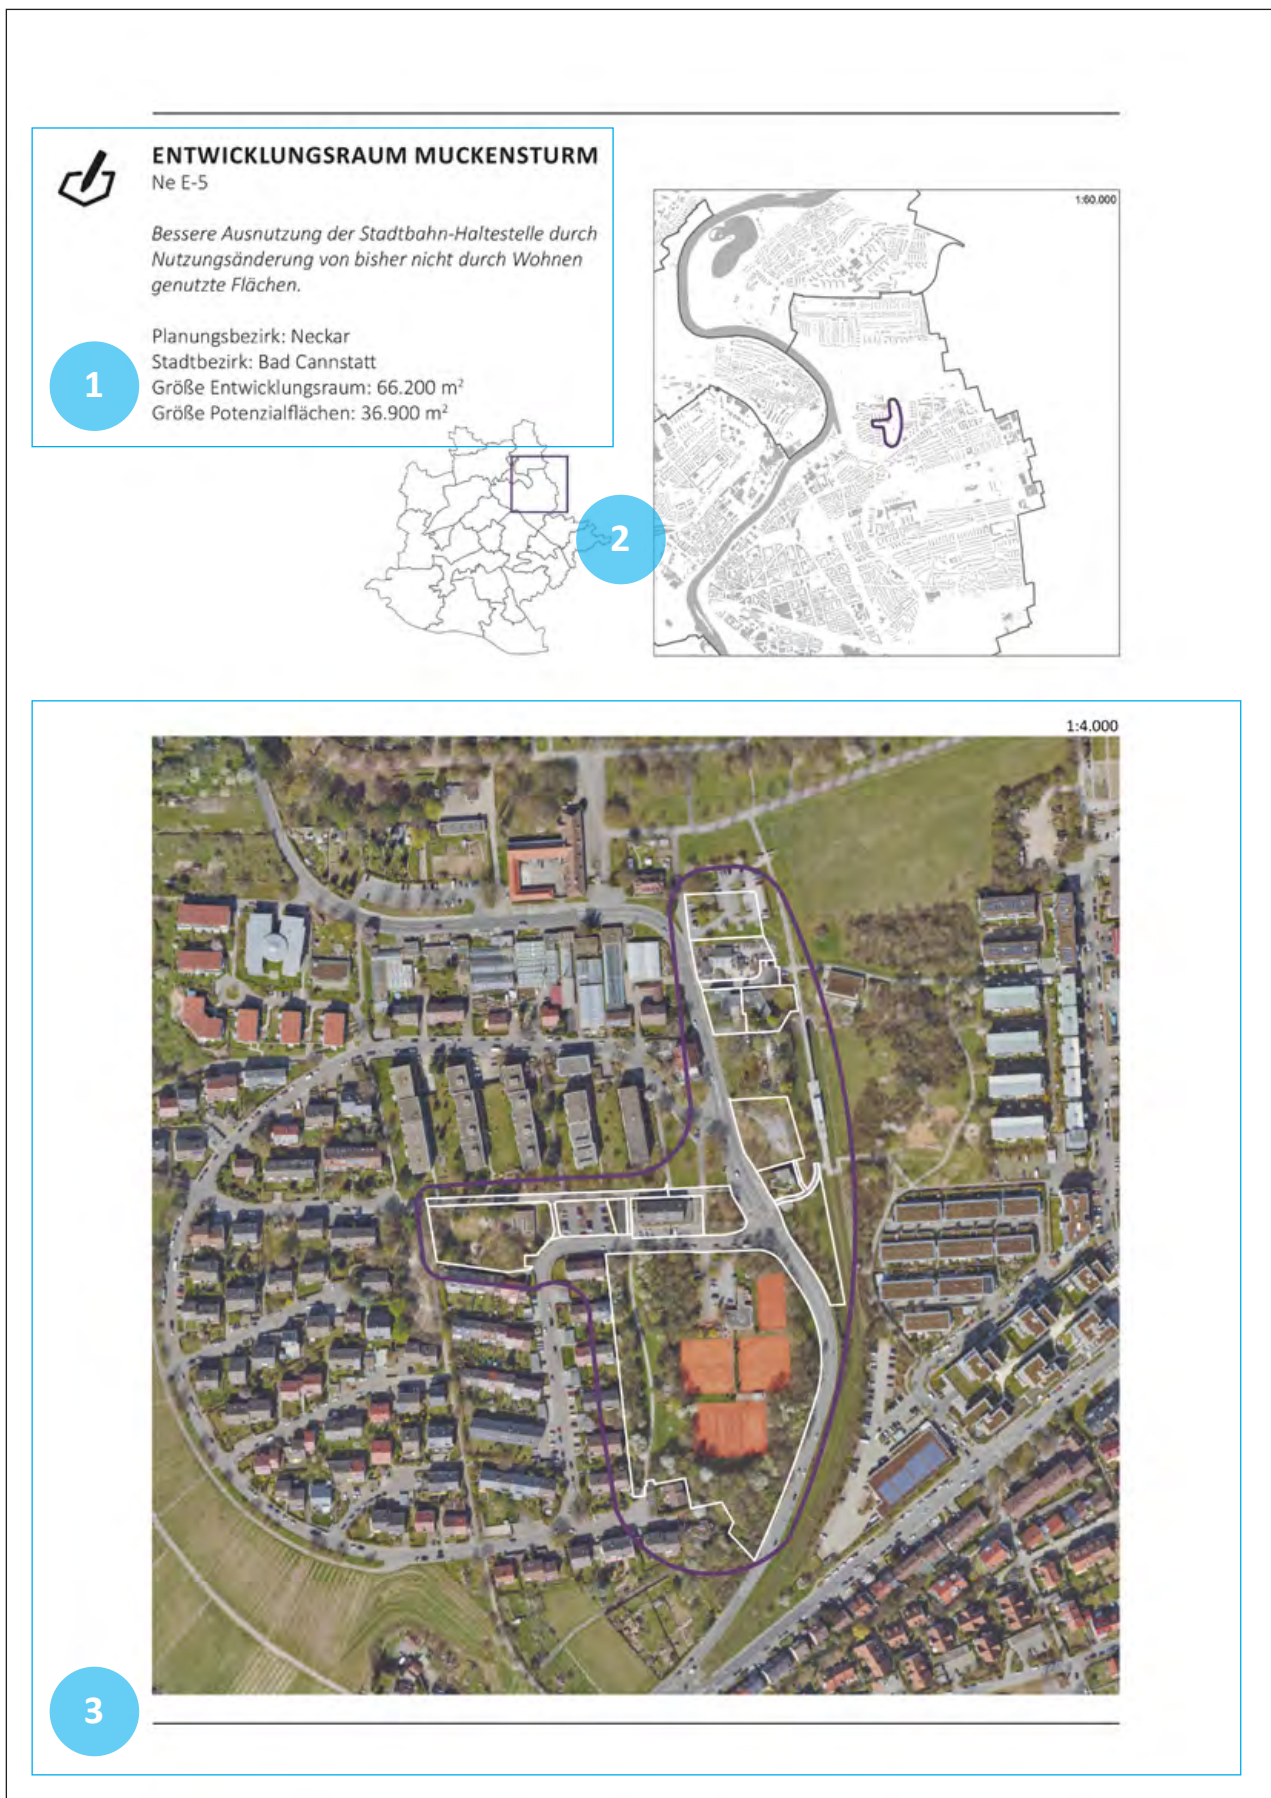 ENTWICKLUNGSRAUM MUCKENSTURM
Ne E-5
Bessere Ausnutzung der Stadtbahn-Haltestelle durch
Nutzungsänderung von bisher nicht durch Wohnen
genutzte Flächen.
Planungsbezirk: Neckar
Stadtbezirk: Bad Cannstatt
Größe Entwicklungsraum: 66.200 m²
Größe Potenzialflächen: 36.900 m²
1
1:60.000
2
1:4.000
3